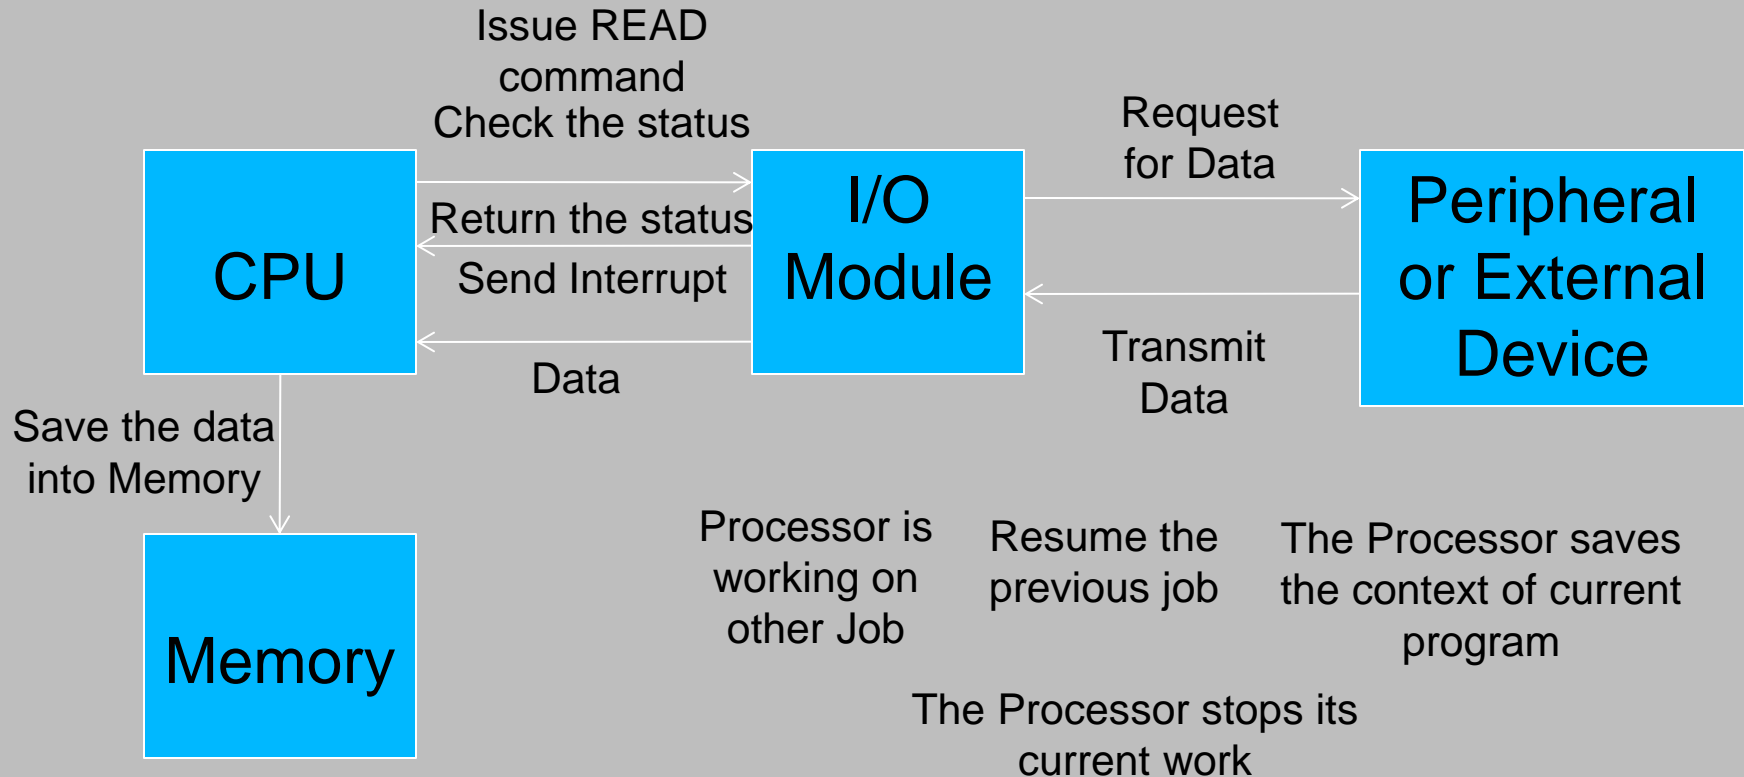 Issue READ
command
Check the status
Request
for Data
CPU
Return the status
Send Interrupt
Data
I/O
Module
Transmit
Data
Peripheral
or External
Device
Save the data
into Memory
Memory
Processor is
working on
other Job
Resume the
previous job
The Processor saves
the context of current
program
The Processor stops its
current work